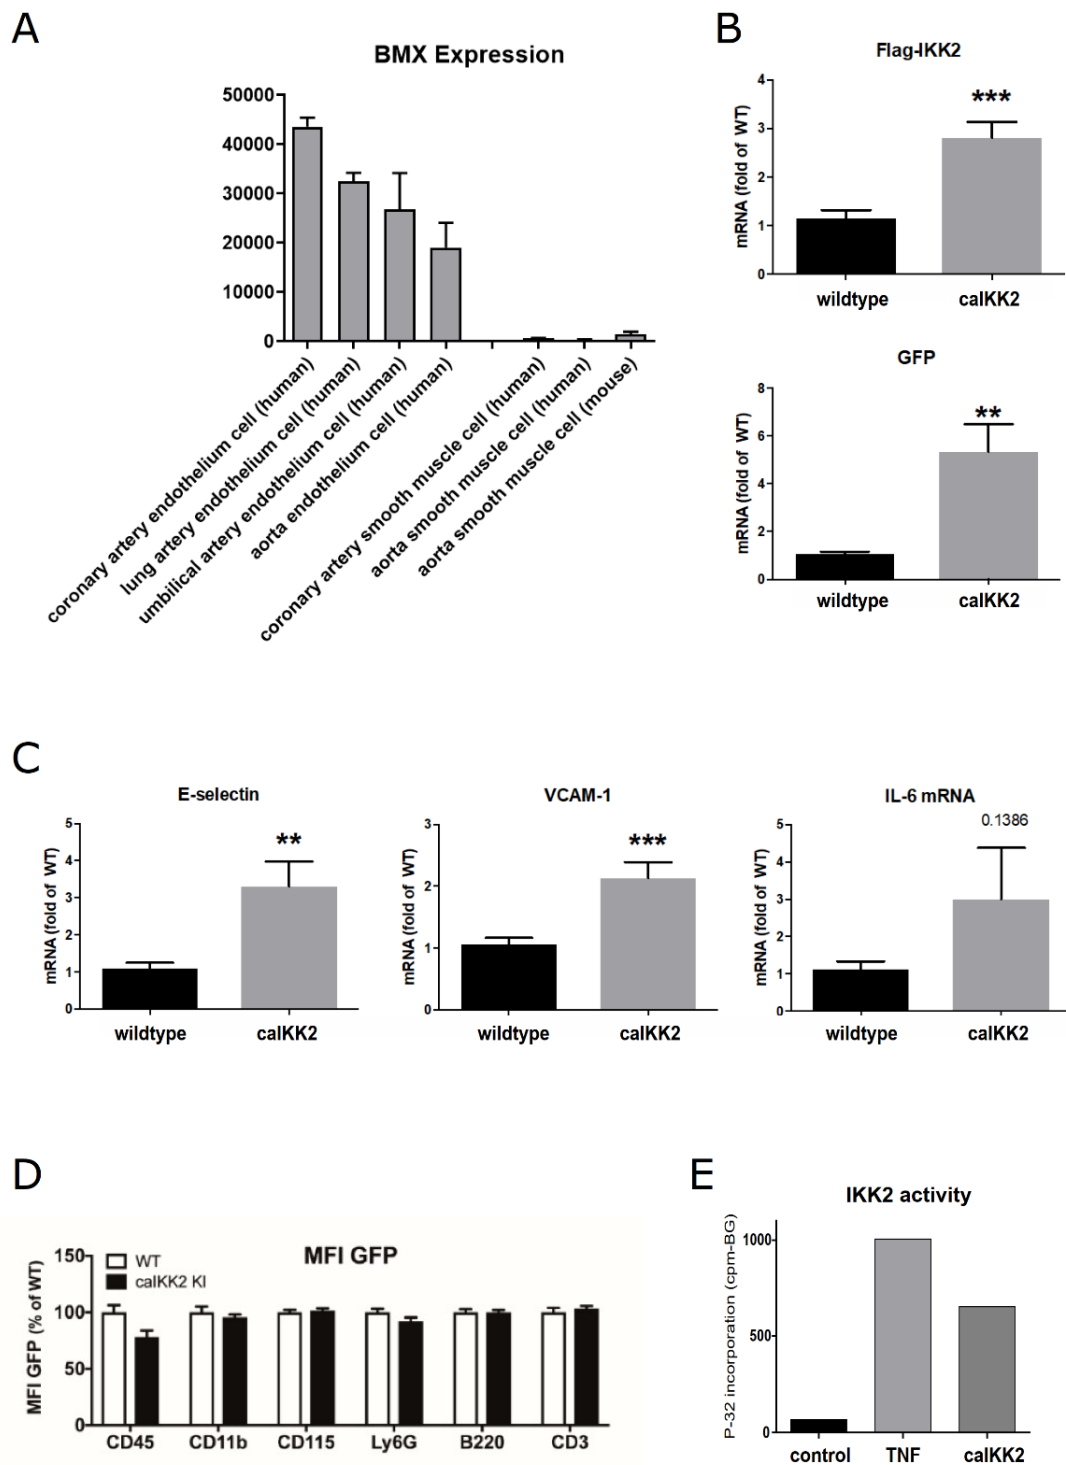 A
BMX Expression
50000
40000
30000
20000
10000
0
coronary artery endothelium cell (human)
lung artery endothelium cell (human)
umbilical artery endothelium cell (human)
aorta endothelium cell (human)
coronary artery smooth muscle cell (human)
aorta smooth muscle cell (human)
aorta smooth muscle cell (mouse)
B
Flag-IKK2
mRNA (fold of WT)
4
3
2
1
0
***
wildtype
caIKK2
GFP
mRNA (fold of WT)
8
6
4
2
0
**
wildtype
caIKK2
C
E-selectin
mRNA (fold of WT)
5
4
3
2
1
0
**
wildtype
caIKK2
VCAM-1
mRNA (fold of WT)
3
2
1
0
***
wildtype
caIKK2
IL-6 mRNA
mRNA (fold of WT)
5
4
3
2
1
0
0.1386
wildtype
caIKK2
D
MFI GFP
MFI GFP (% of WT)
150
100
50
0
WT
caIKK2 KI
CD45
CD11b
CD115
Ly6G
B220
CD3
E
IKK2 activity
P-32 incorporation (cpm-BG)
1000
500
0
control
TNF
caIKK2